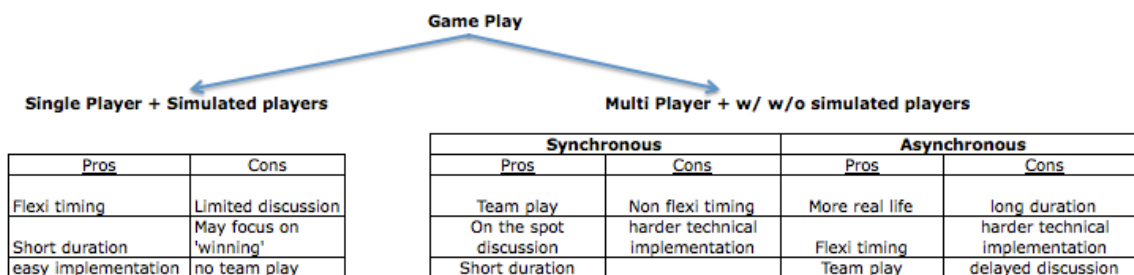 Game Play
Single Player + Simulated players
Multi Player + w/ w/o simulated players
Pros Cons
Flexi timing Limited discussion
Short duration May focus on 'winning'
easy implementation no team play
Synchronous Asynchronous
Pros Cons Pros Cons
Team play Non flexi timing More real life long duration
On the spot discussion harder technical implementation Flexi timing harder technical implementation
Short duration Team play delayed discussion